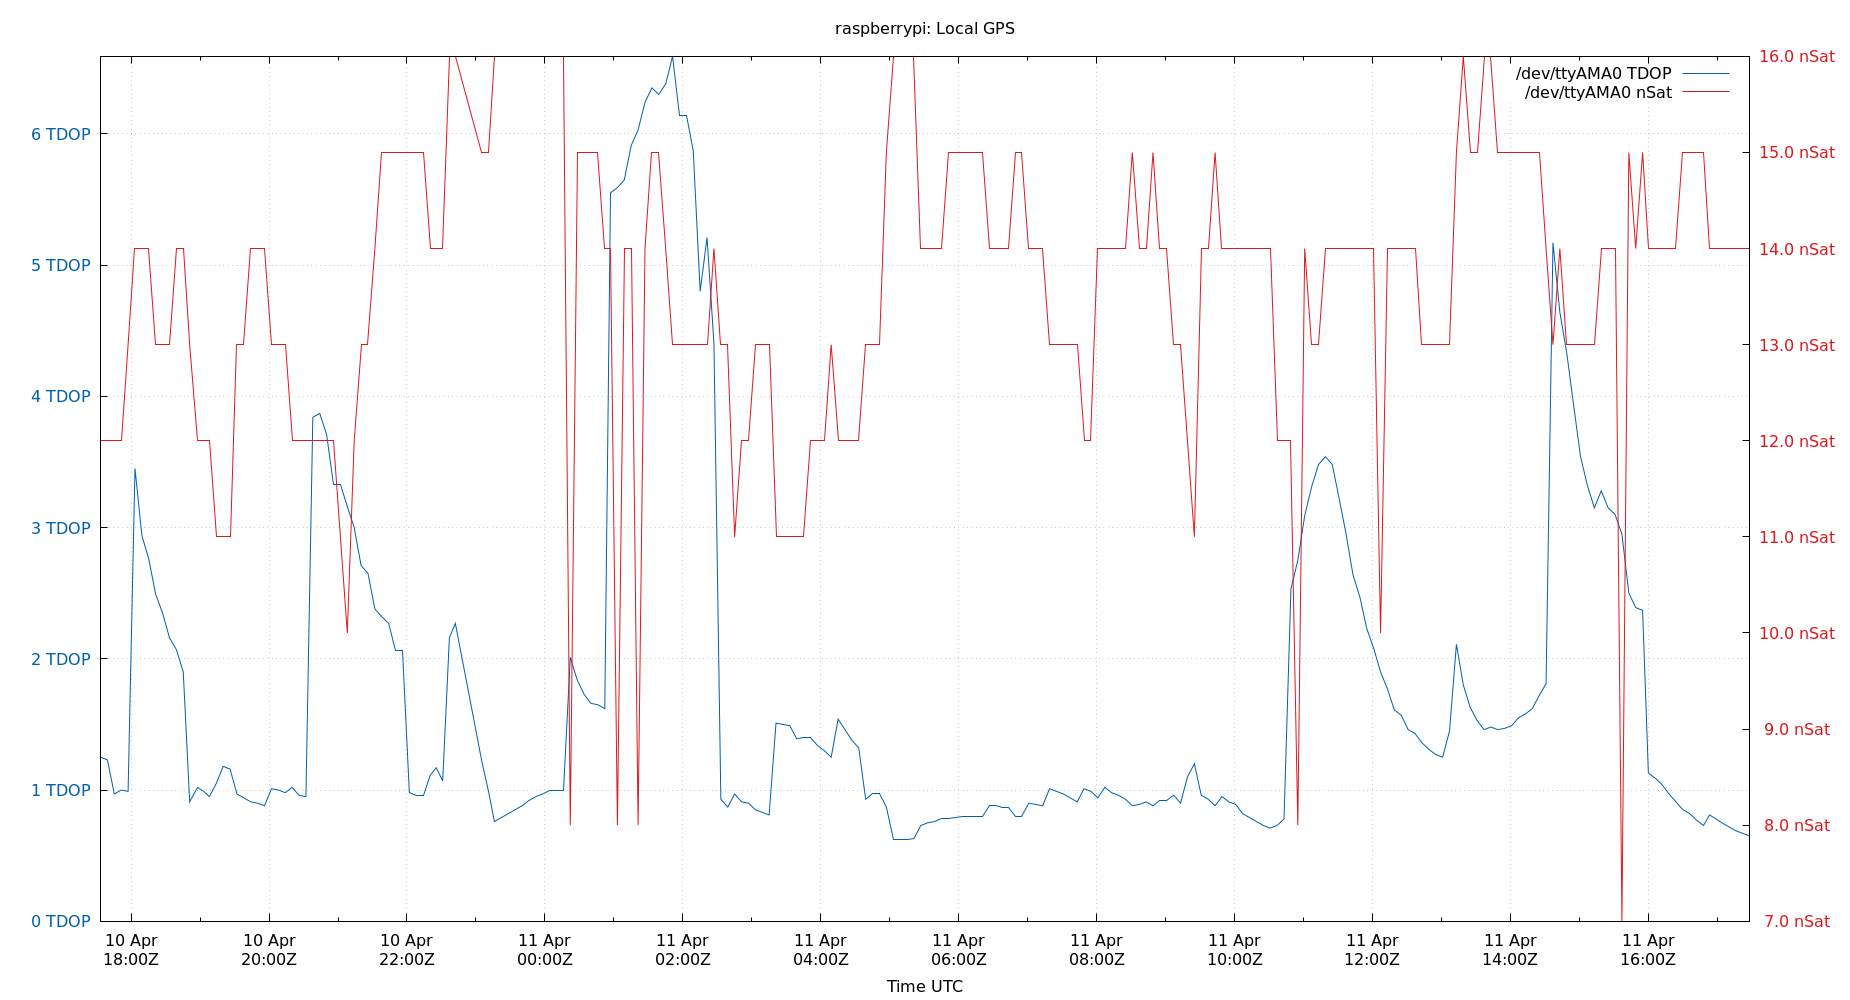 raspberrypi: Local GPS
/dev/ttyAMA0 TDOP
/dev/ttyAMA0 nSat
6 TDOP
5 TDOP
4 TDOP
3 TDOP
2 TDOP
1 TDOP
0 TDOP
16.0 nSat
15.0 nSat
14.0 nSat
13.0 nSat
12.0 nSat
11.0 nSat
10.0 nSat
9.0 nSat
8.0 nSat
7.0 nSat
10 Apr 10 Apr 10 Apr 11 Apr 11 Apr 11 Apr 11 Apr 11 Apr 11 Apr 11 Apr 11 Apr 11 Apr
18:00Z 20:00Z 22:00Z 00:00Z 02:00Z 04:00Z 06:00Z 08:00Z 10:00Z 12:00Z 14:00Z 16:00Z
Time UTC